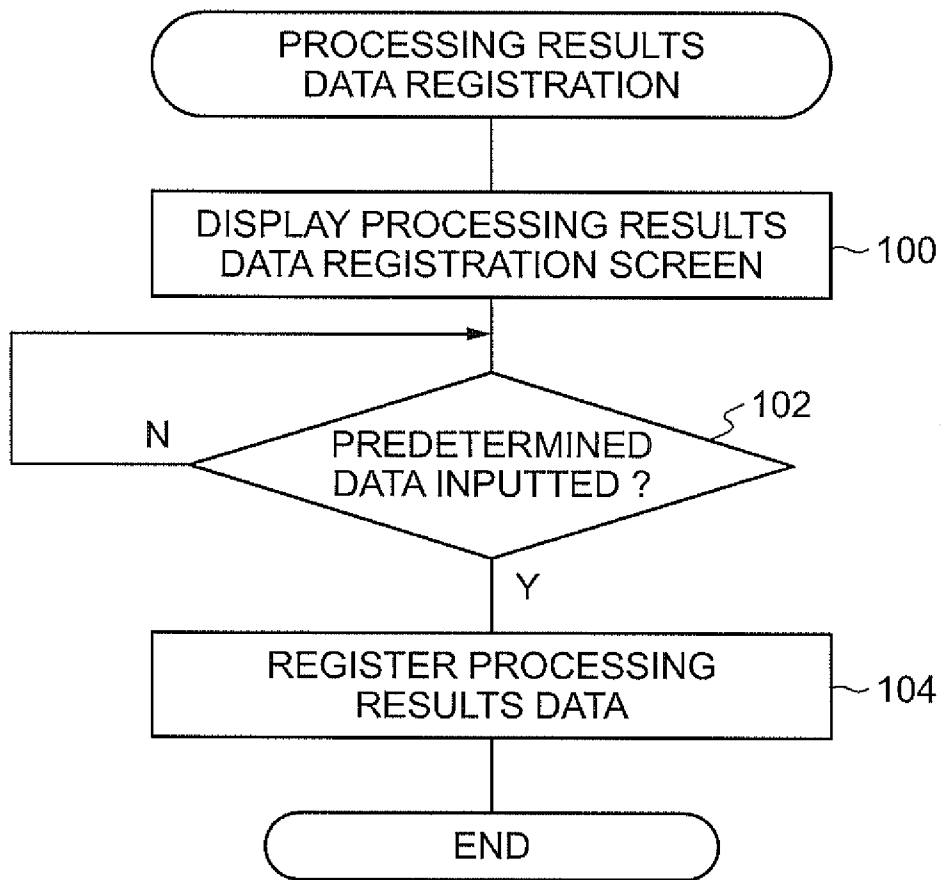 PROCESSING RESULTS
DATA REGISTRATION
DISPLAY PROCESSING RESULTS
DATA REGISTRATION SCREEN
100
102
N
PREDETERMINED
DATA INPUTTED ?
Y
REGISTER PROCESSING
RESULTS DATA
104
END